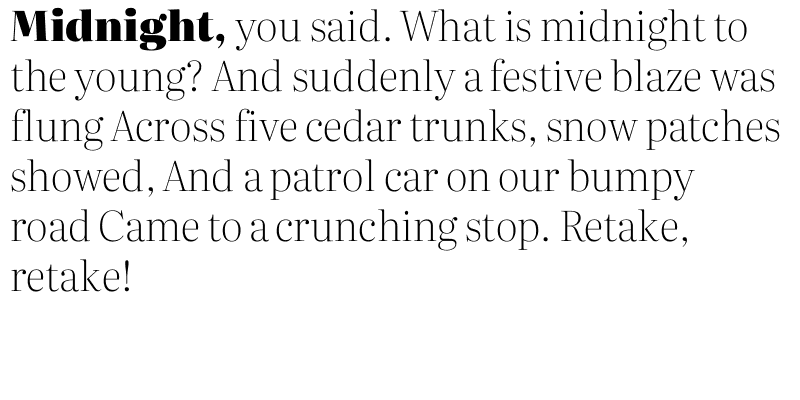 Midnight, you said. What is midnight to
the young? And suddenly a festive blaze was
flung Across five cedar trunks, snow patches
showed, And a patrol car on our bumpy
road Came to a crunching stop. Retake,
retake!